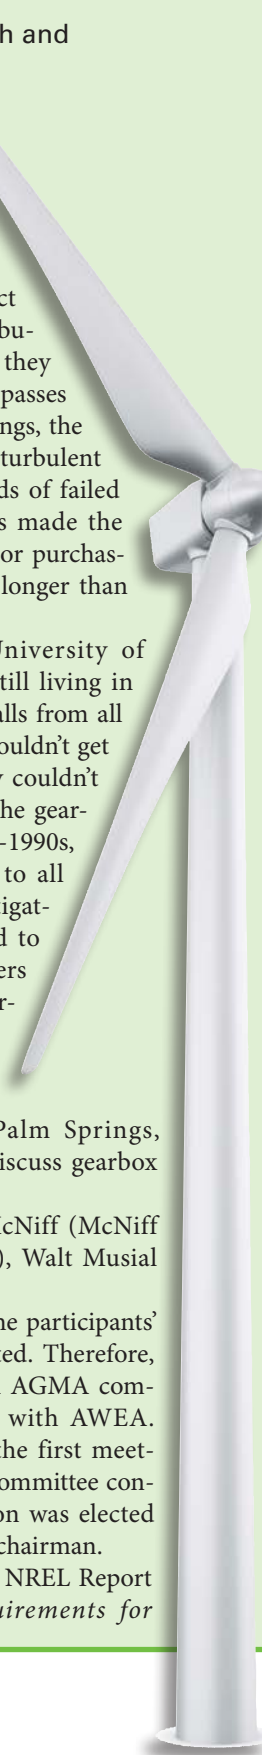 h and
ct
bu-
they
passes
ngs, the
turbulent
ds of failed
s made the
or purchas-
longer than
University of
till living in
alls from all
ouldn't get
y couldn't
he gear-
-1990s,
to all
tigat-
d to
ers
r-
Palm Springs,
iscuss gearbox
cNiff (McNiff
), Walt Musial
he participants'
ted. Therefore,
AGMA com-
with AWEA.
the first meet-
ommittee con-
on was elected
chairman.
NREL Report
uirements for